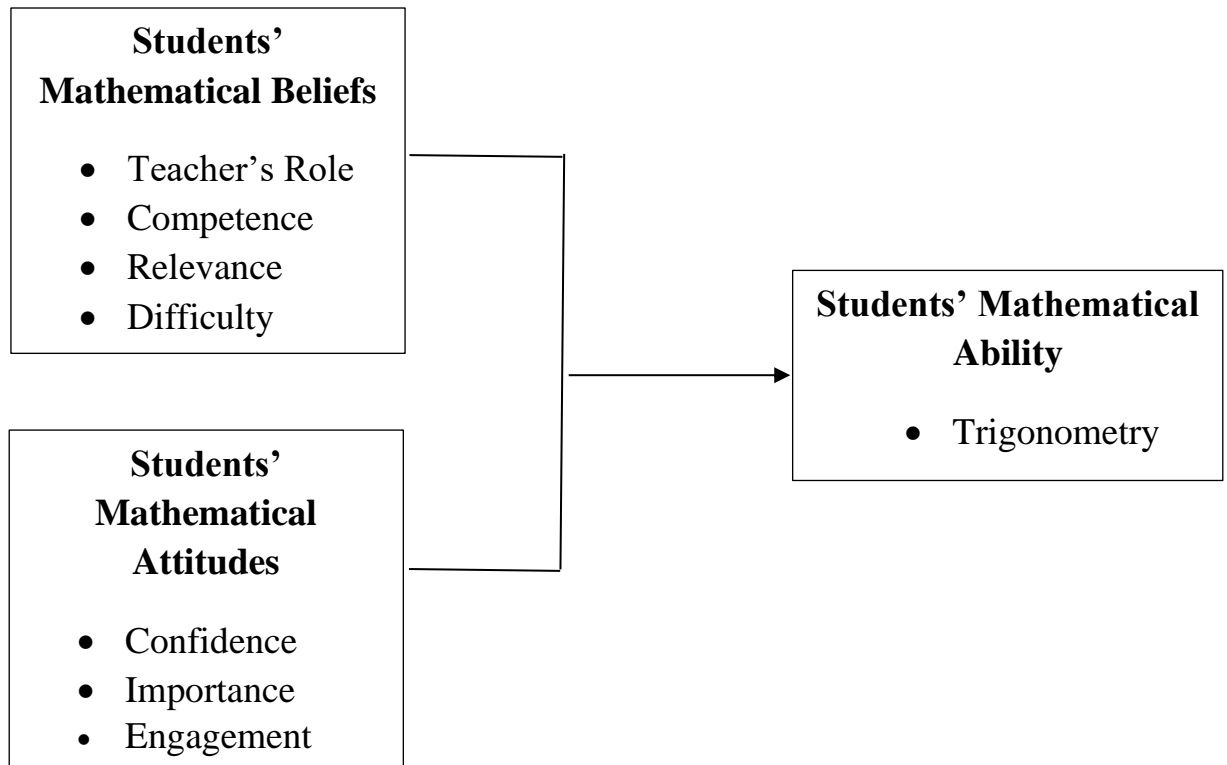 Students’
Mathematical Beliefs
• Teacher’s Role
• Competence
• Relevance
• Difficulty
Students’
Mathematical
Attitudes
• Confidence
• Importance
• Engagement
Students’ Mathematical
Ability
• Trigonometry